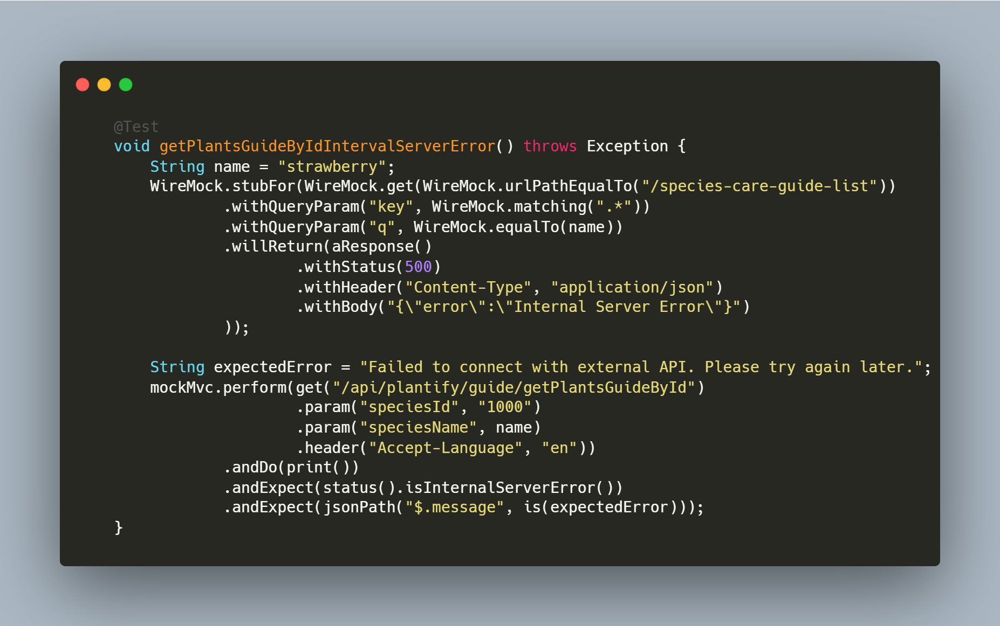 @Test
void getPlantsGuideByIdIntervalServerError() throws Exception {
    String name = "strawberry";
    WireMock.stubFor(WireMock.get(WireMock.urlPathEqualTo("/species-care-guide-list"))
            .withQueryParam("key", WireMock.matching(".*"))
            .withQueryParam("q", WireMock.equalTo(name))
            .willReturn(aResponse()
                    .withStatus(500)
                    .withHeader("Content-Type", "application/json")
                    .withBody("{\"error\":\"Internal Server Error\"}")
            ));
    String expectedError = "Failed to connect with external API. Please try again later.";
    mockMvc.perform(get("/api/plantify/guide/getPlantsGuideById")
                    .param("speciesId", "1000")
                    .param("speciesName", name)
                    .header("Accept-Language", "en"))
            .andDo(print())
            .andExpect(status().isInternalServerError())
            .andExpect(jsonPath("$.message", is(expectedError)));
}